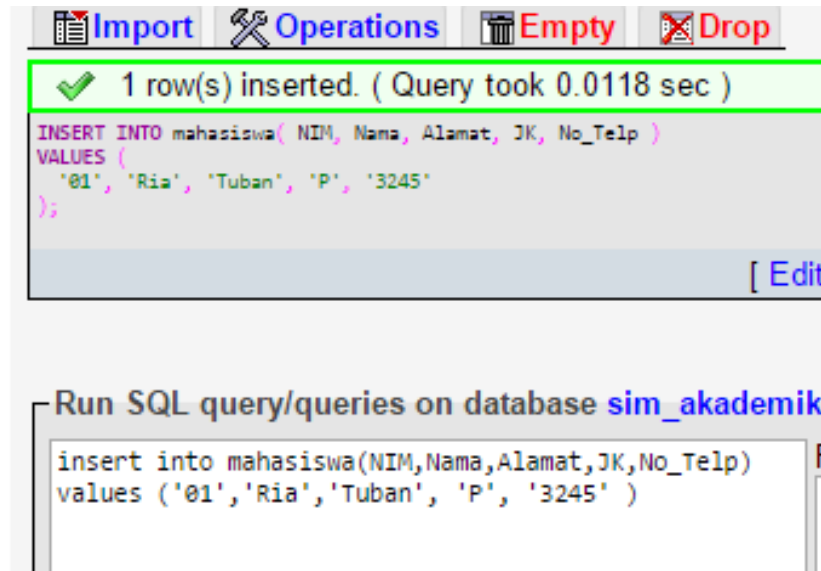 Import Operations Empty Drop
1 row(s) inserted. ( Query took 0.0118 sec )
INSERT INTO mahasiswa( NIM, Nama, Alamat, JK, No_Telp )
VALUES (
'01', 'Ria', 'Tuban', 'P', '3245'
);
[ Edit
Run SQL query/queries on database sim_akademik
insert into mahasiswa(NIM,Nama,Alamat,JK,No_Telp)
values ('01','Ria','Tuban', 'P', '3245' )